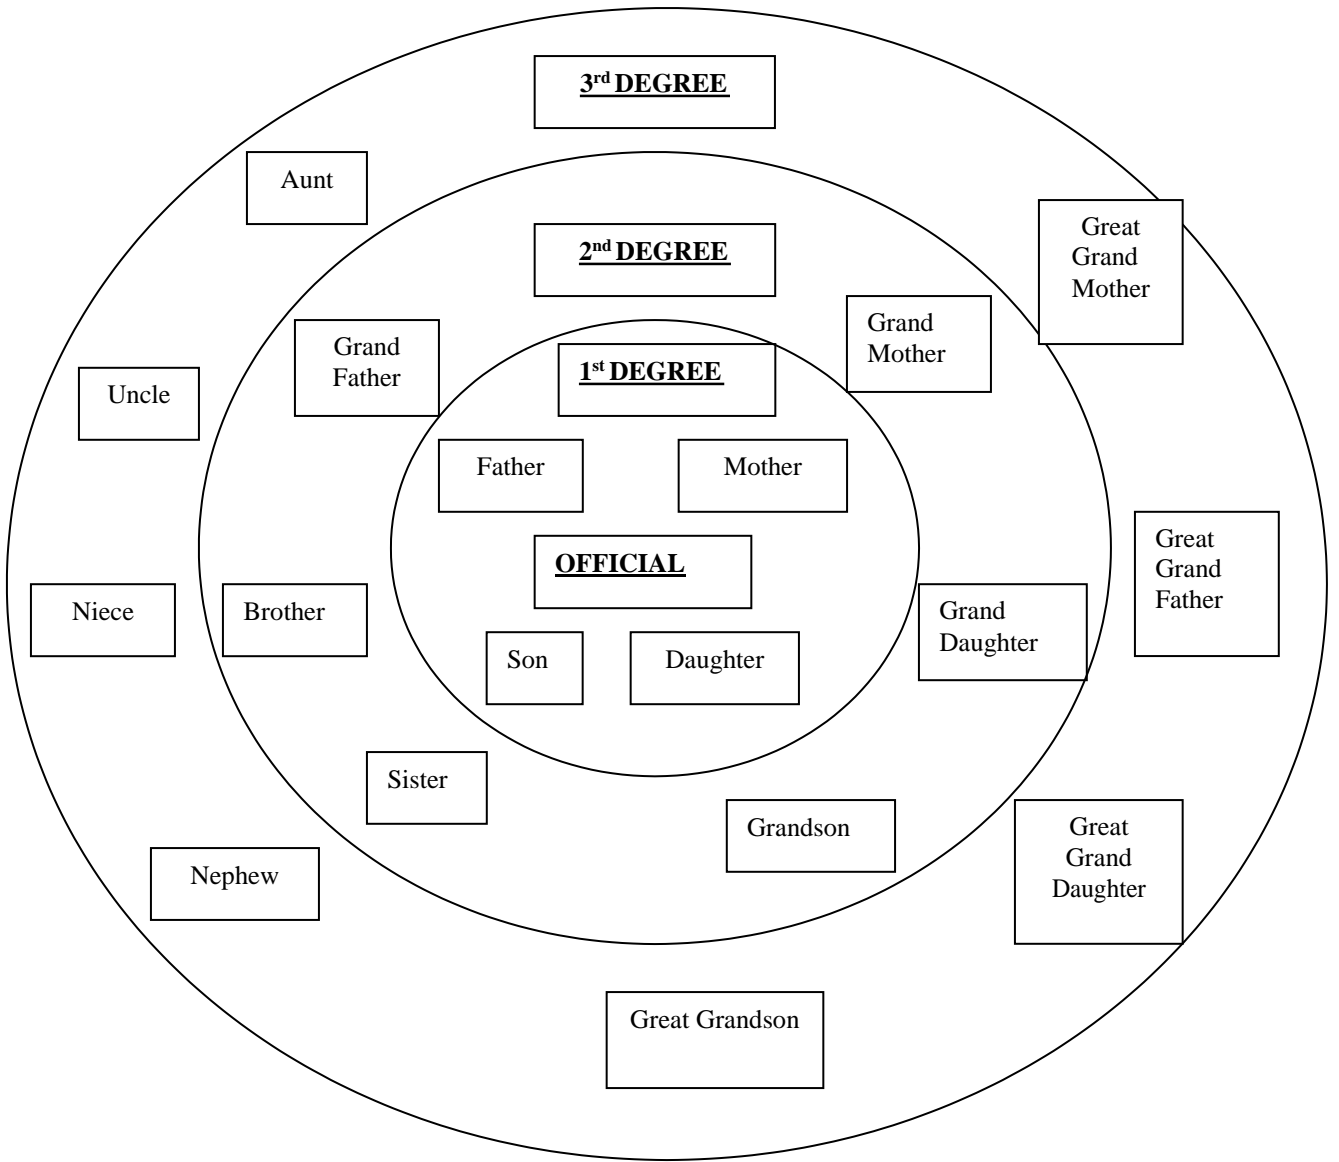 3rd DEGREE
Aunt
Great
Grand
Mother
2nd DEGREE
Grand
Mother
Grand
Father
1st DEGREE
Uncle
Father
Mother
Great
Grand
Father
OFFICIAL
Niece
Brother
Grand
Daughter
Son
Daughter
Sister
Grandson
Great
Grand
Daughter
Nephew
Great Grandson